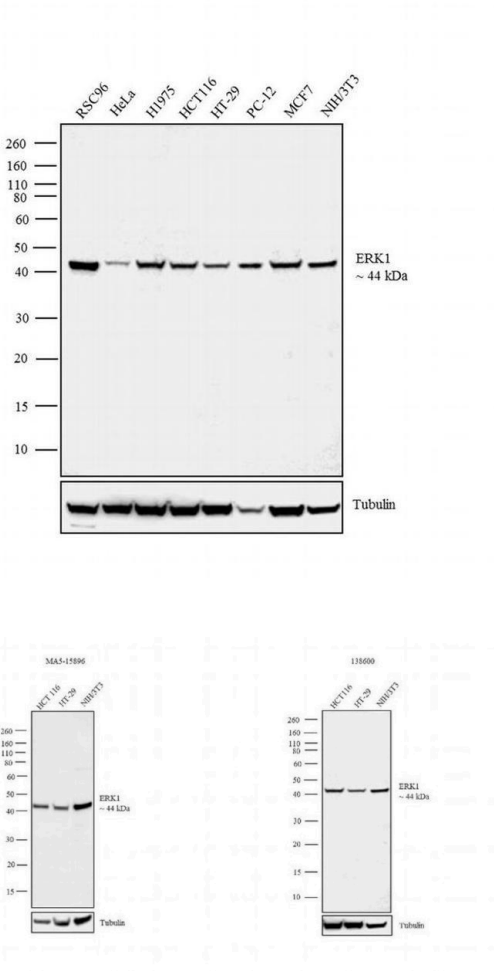 RSC96 HeLa H1975 HCT116 HT-29 PC-12 MCF7 NIH/3T3
260
160
110
80
60
50
40
30
20
15
10
ERK1
~ 44 kDa
Tubulin
MA5-15896
HCT 116 HT-29 NIH/3T3
260
160
110
80
60
50
40
30
20
15
ERK1
~ 44 kDa
Tubulin
138600
HCT116 HT-29 NIH/3T3
260
160
110
80
60
50
40
30
20
15
10
ERK1
~ 44 kDa
Tubulin